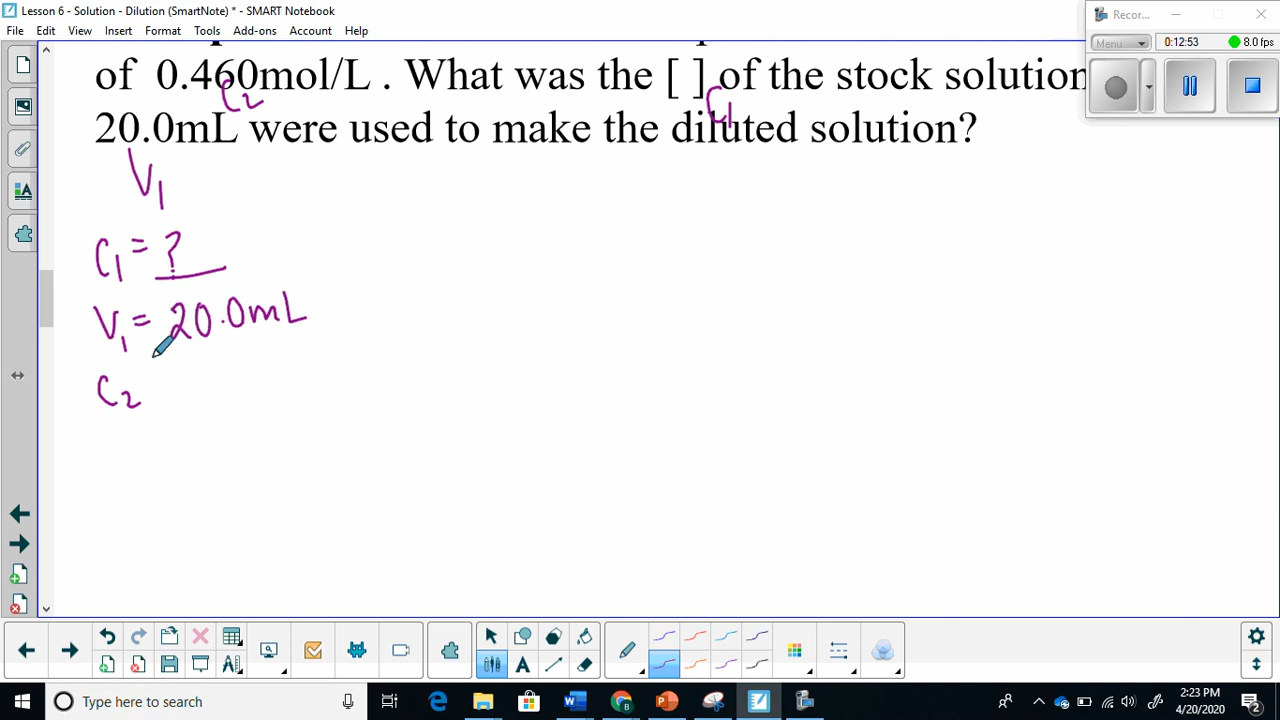 Lesson 6 - Solution - Dilution (SmartNote) * - SMART Notebook
File Edit View Insert Format Tools Add-ons Account Help
Recor...
Menu
0:12:53
8.0 fps
of 0.460mol/L . What was the [ ] of the stock solution
C2
C1
20.0mL were used to make the diluted solution?
V1
C1 = ?
V1 = 20.0mL
C2
Type here to search
2:23 PM
4/20/2020
2